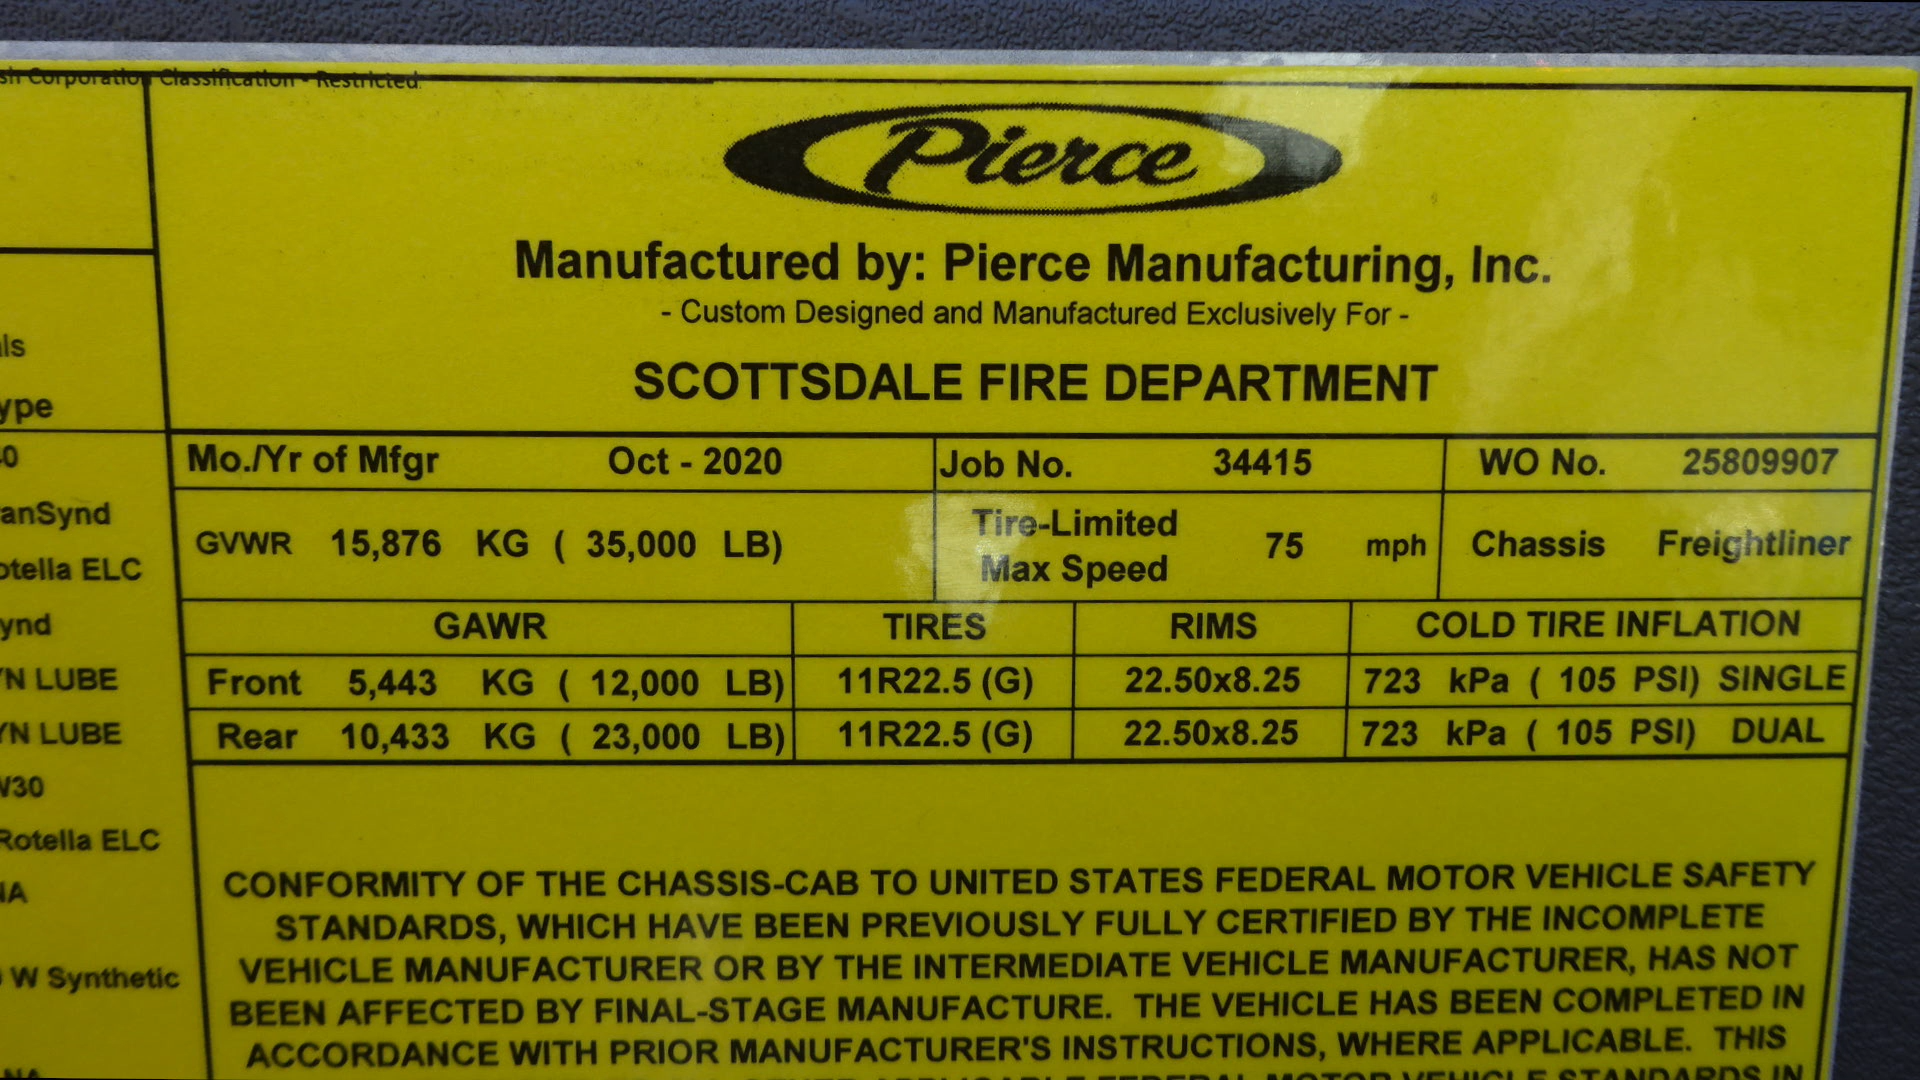 Corporation Classification - Restricted
Pierce
Manufactured by: Pierce Manufacturing, Inc.
- Custom Designed and Manufactured Exclusively For -
SCOTTSDALE FIRE DEPARTMENT
Mo./Yr of Mfgr Oct - 2020 Job No. 34415 WO No. 25809907
GVWR 15,876 KG ( 35,000 LB) Tire-Limited Max Speed 75 mph Chassis Freightliner
GAWR TIRES RIMS COLD TIRE INFLATION
Front 5,443 KG ( 12,000 LB) 11R22.5 (G) 22.50x8.25 723 kPa ( 105 PSI) SINGLE
Rear 10,433 KG ( 23,000 LB) 11R22.5 (G) 22.50x8.25 723 kPa ( 105 PSI) DUAL
CONFORMITY OF THE CHASSIS-CAB TO UNITED STATES FEDERAL MOTOR VEHICLE SAFETY
STANDARDS, WHICH HAVE BEEN PREVIOUSLY FULLY CERTIFIED BY THE INCOMPLETE
VEHICLE MANUFACTURER OR BY THE INTERMEDIATE VEHICLE MANUFACTURER, HAS NOT
BEEN AFFECTED BY FINAL-STAGE MANUFACTURE. THE VEHICLE HAS BEEN COMPLETED IN
ACCORDANCE WITH PRIOR MANUFACTURER'S INSTRUCTIONS, WHERE APPLICABLE. THIS
APPLICABLE FEDERAL MOTOR VEHICLE STANDARDS IN
ELC
LUBE
LUBE
Rotella ELC
W Synthetic